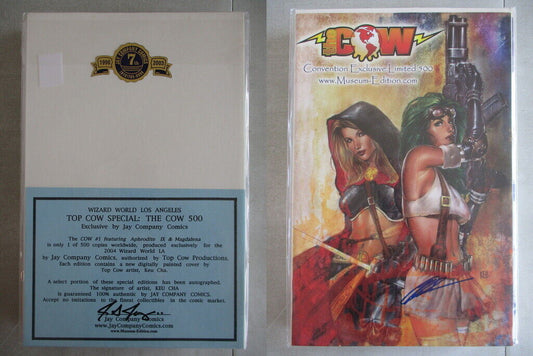 1996
7th
2003
WIZARD WORLD LOS ANGELES
TOP COW SPECIAL: THE COW 500
Exclusive by Jay Company Comics
The COW #1 featuring Aphrodite IX & Magdalena
is only 1 of 500 copies worldwide, produced exclusively for the
2004 Wizard World LA
by Jay Company Comics, authorized by Top Cow Productions,
Each edition contains a new digitally painted cover by
Top Cow artist, Keu Cha.
A select portion of these special editions has been autographed.
The signature of artist, KEU CHA
is guaranteed 100% authentic by JAY COMPANY COMICS.
Accept no imitations to the finest collectibles in the comic market.
Jay Company Comics
www.JayCompanyComics.com
www.Museum-Edition.com
THE COW
Convention Exclusive Limited 500
www.Museum-Edition.com